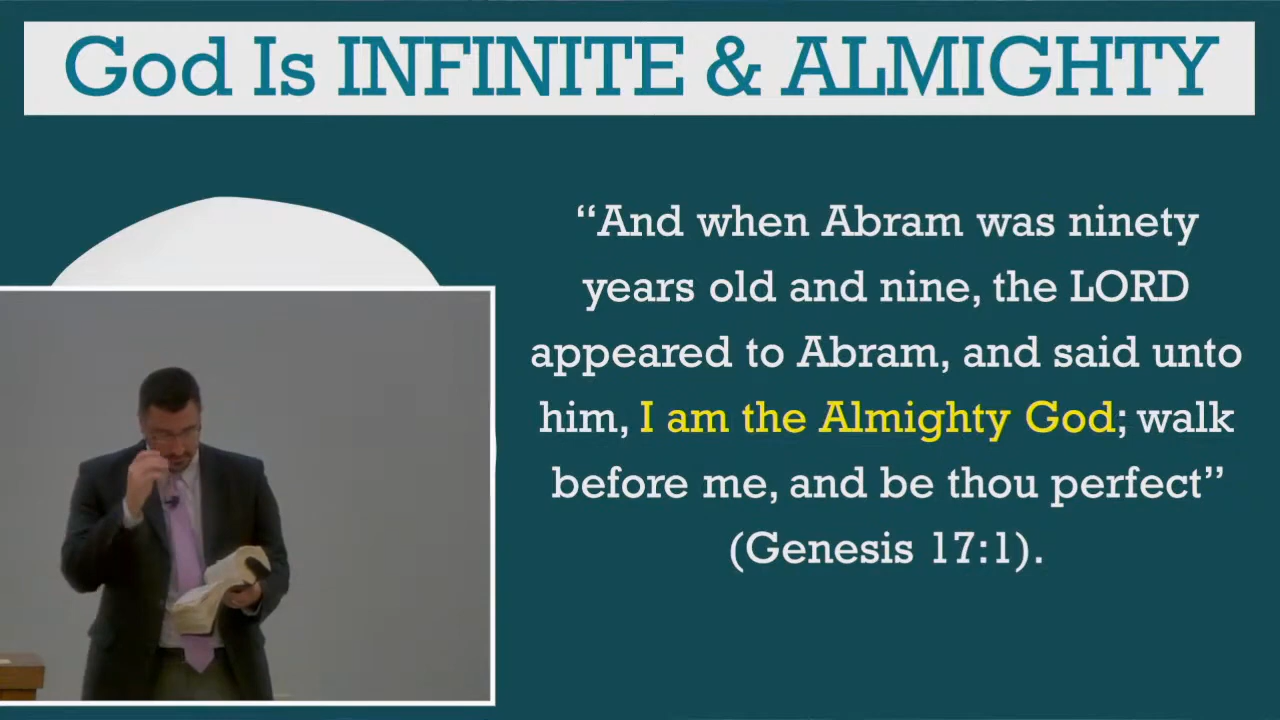 God Is INFINITE & ALMIGHTY
“And when Abram was ninety
years old and nine, the LORD
appeared to Abram, and said unto
him, I am the Almighty God; walk
before me, and be thou perfect”
(Genesis 17:1).